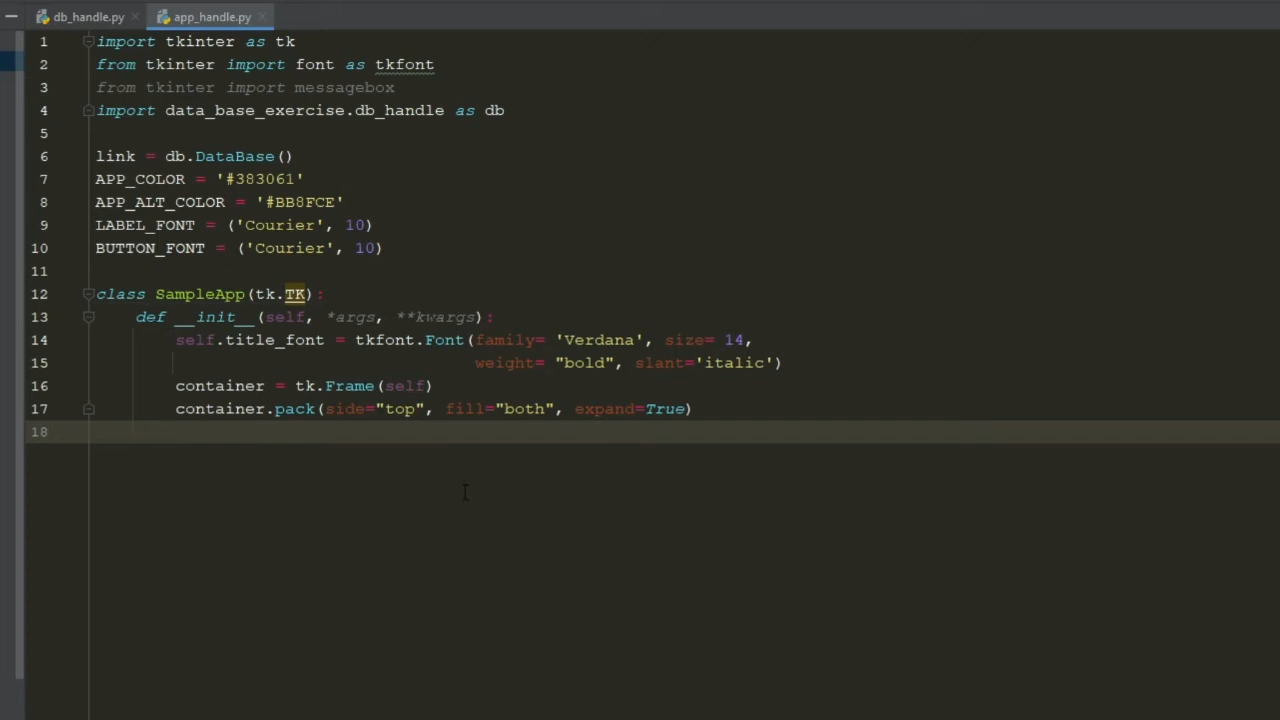 db_handle.py app_handle.py
1 import tkinter as tk
2 from tkinter import font as tkfont
3 from tkinter import messagebox
4 import data_base_exercise.db_handle as db
5
6 link = db.DataBase()
7 APP_COLOR = '#383061'
8 APP_ALT_COLOR = '#BB8FCE'
9 LABEL_FONT = ('Courier', 10)
10 BUTTON_FONT = ('Courier', 10)
11
12 class SampleApp(tk.TK):
13 def __init__(self, *args, **kwargs):
14 self.title_font = tkfont.Font(family= 'Verdana', size= 14,
15 weight= "bold", slant='italic')
16 container = tk.Frame(self)
17 container.pack(side="top", fill="both", expand=True)
18